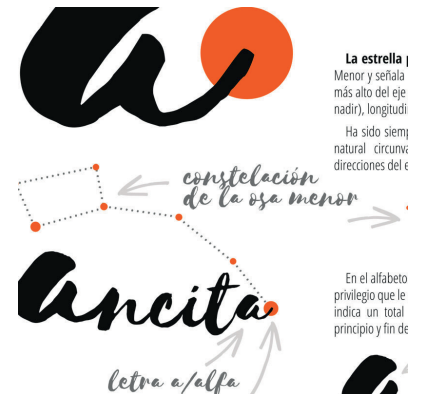 a
constelación
de la osa menor
ancita
letra a/alfa
La estrella
Menor y señala
más alto del eje
nadir), longitudi
Ha sido siemp
natural circunva
direcciones del e
En el alfabeto
privilegio que le
indica un total
principio y fin de